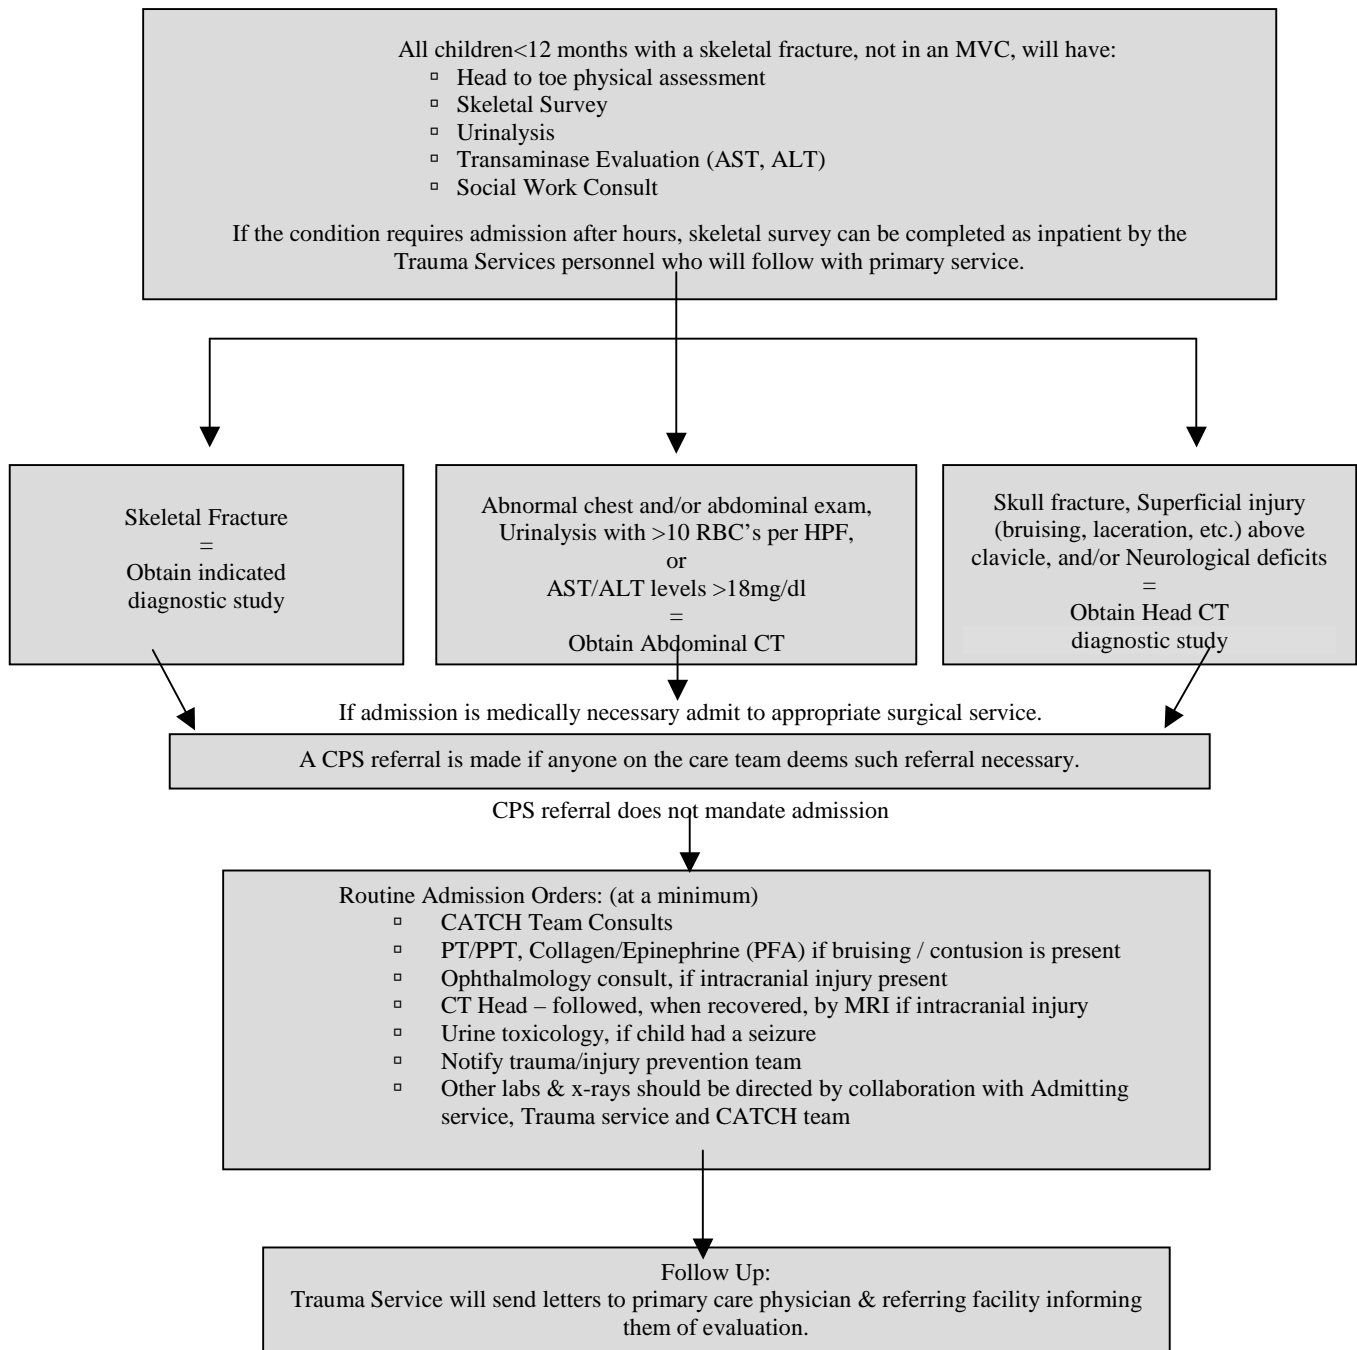 All children<12 months with a skeletal fracture, not in an MVC, will have:
▫ Head to toe physical assessment
▫ Skeletal Survey
▫ Urinalysis
▫ Transaminase Evaluation (AST, ALT)
▫ Social Work Consult
If the condition requires admission after hours, skeletal survey can be completed as inpatient by the
Trauma Services personnel who will follow with primary service.
Skeletal Fracture
=
Obtain indicated
diagnostic study
Abnormal chest and/or abdominal exam,
Urinalysis with >10 RBC’s per HPF,
or
AST/ALT levels >18mg/dl
=
Obtain Abdominal CT
Skull fracture, Superficial injury
(bruising, laceration, etc.) above
clavicle, and/or Neurological deficits
=
Obtain Head CT
diagnostic study
If admission is medically necessary admit to appropriate surgical service.
A CPS referral is made if anyone on the care team deems such referral necessary.
CPS referral does not mandate admission
Routine Admission Orders: (at a minimum)
▫ CATCH Team Consults
▫ PT/PPT, Collagen/Epinephrine (PFA) if bruising / contusion is present
▫ Ophthalmology consult, if intracranial injury present
▫ CT Head – followed, when recovered, by MRI if intracranial injury
▫ Urine toxicology, if child had a seizure
▫ Notify trauma/injury prevention team
▫ Other labs & x-rays should be directed by collaboration with Admitting
service, Trauma service and CATCH team
Follow Up:
Trauma Service will send letters to primary care physician & referring facility informing
them of evaluation.